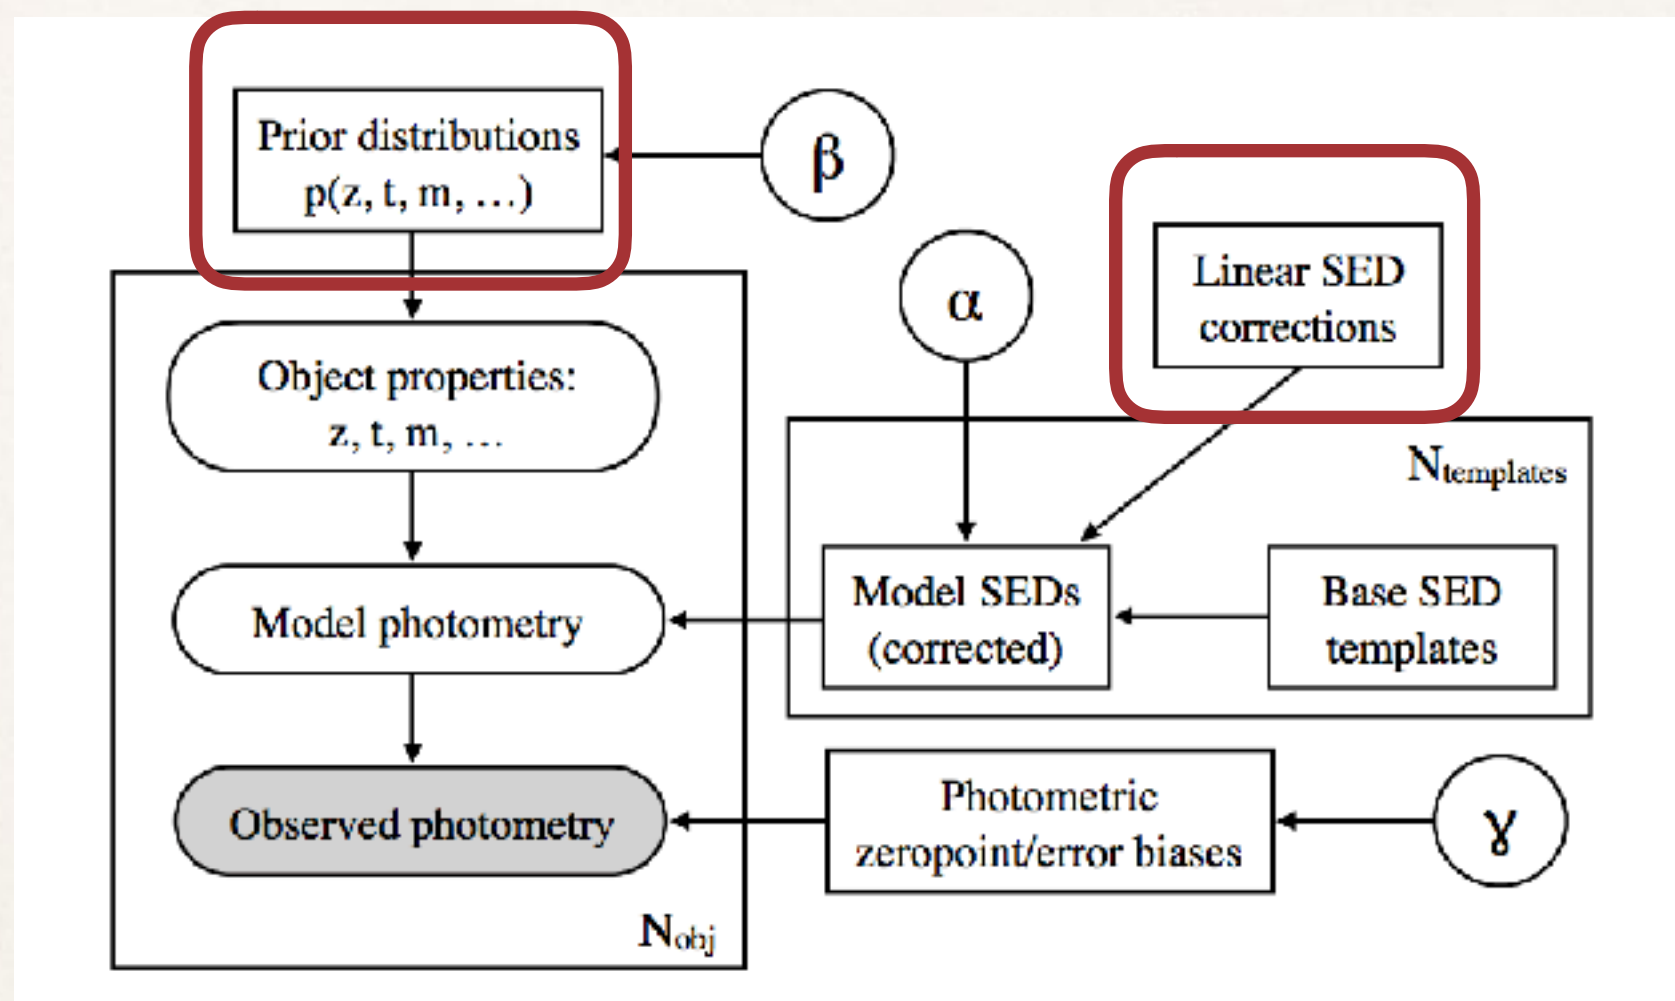 Prior distributions
p(z, t, m, …)
β
α
Linear SED
corrections
Object properties:
z, t, m, …
Ntemplates
Model photometry
Model SEDs
(corrected)
Base SED
templates
Observed photometry
Photometric
zeropoint/error biases
γ
Nobj